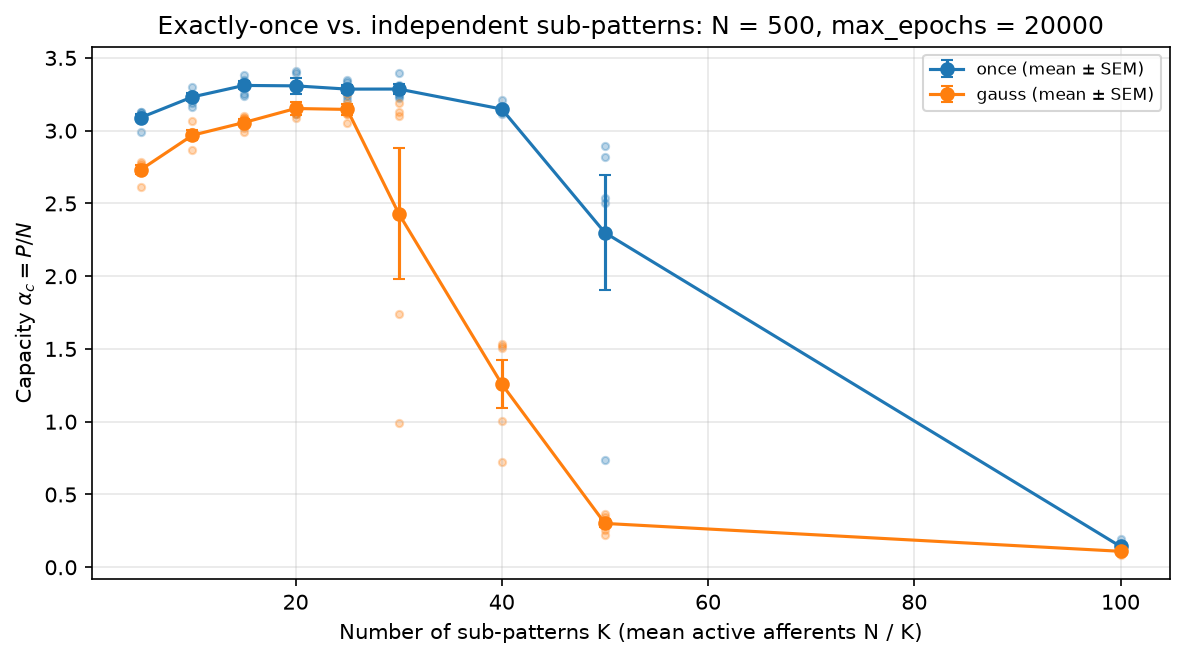 Exactly-once vs. independent sub-patterns: N = 500, max_epochs = 20000
Capacity α_c = P/N
3.5
3.0
2.5
2.0
1.5
1.0
0.5
0.0
once (mean ± SEM)
gauss (mean ± SEM)
20
40
60
80
100
Number of sub-patterns K (mean active afferents N / K)